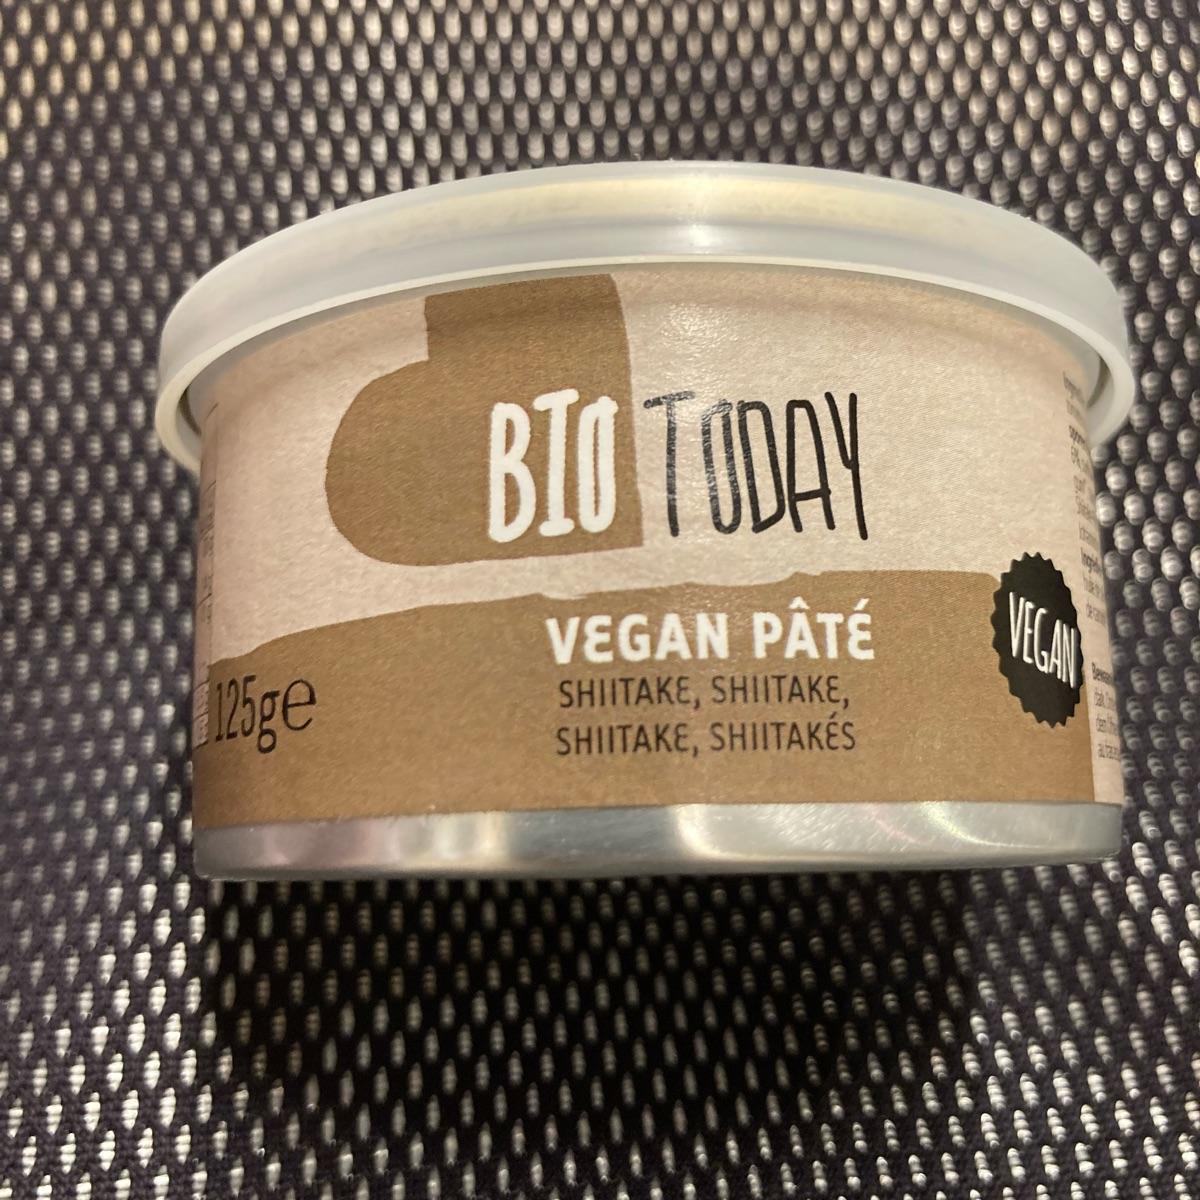 BIO TODAY
VEGAN PÂTÉ
SHIITAKE, SHIITAKE,
SHIITAKE, SHIITAKÉS
125g℮
VEGAN